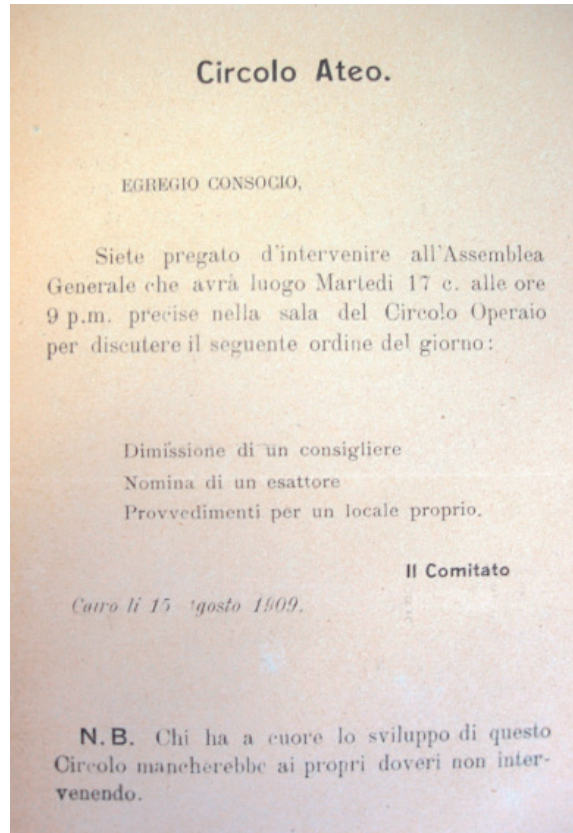 Circolo Ateo.
EGREGIO CONSOCIO,
Siete pregato d'intervenire all'Assemblea
Generale che avrà luogo Martedi 17 c. alle ore
9 p.m. precise nella sala del Circolo Operaio
per discutere il seguente ordine del giorno:
Dimissione di un consigliere
Nomina di un esattore
Provvedimenti per un locale proprio.
Il Comitato
Cairo li 15 agosto 1909.
N.B. Chi ha a cuore lo sviluppo di questo
Circolo mancherebbe ai propri doveri non inter-
venendo.